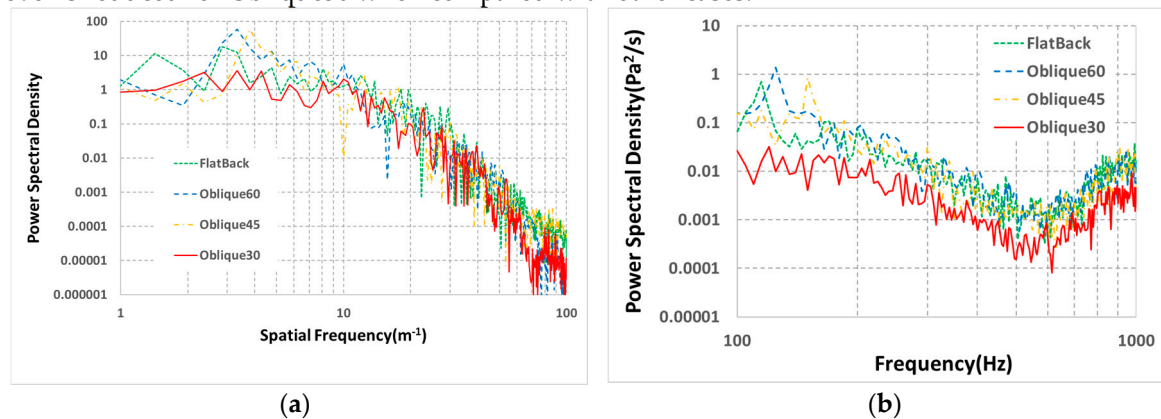 100
10
1
0.1
0.01
0.001
0.0001
0.00001
0.000001
Power Spectral Density
FlatBack
Oblique60
Oblique45
Oblique30
1 10 100
Spatial Frequency(m⁻¹)
(a)
10
1
0.1
0.01
0.001
0.0001
0.00001
Power Spectral Density(Pa²/s)
FlatBack
Oblique60
Oblique45
Oblique30
100 1000
Frequency(Hz)
(b)